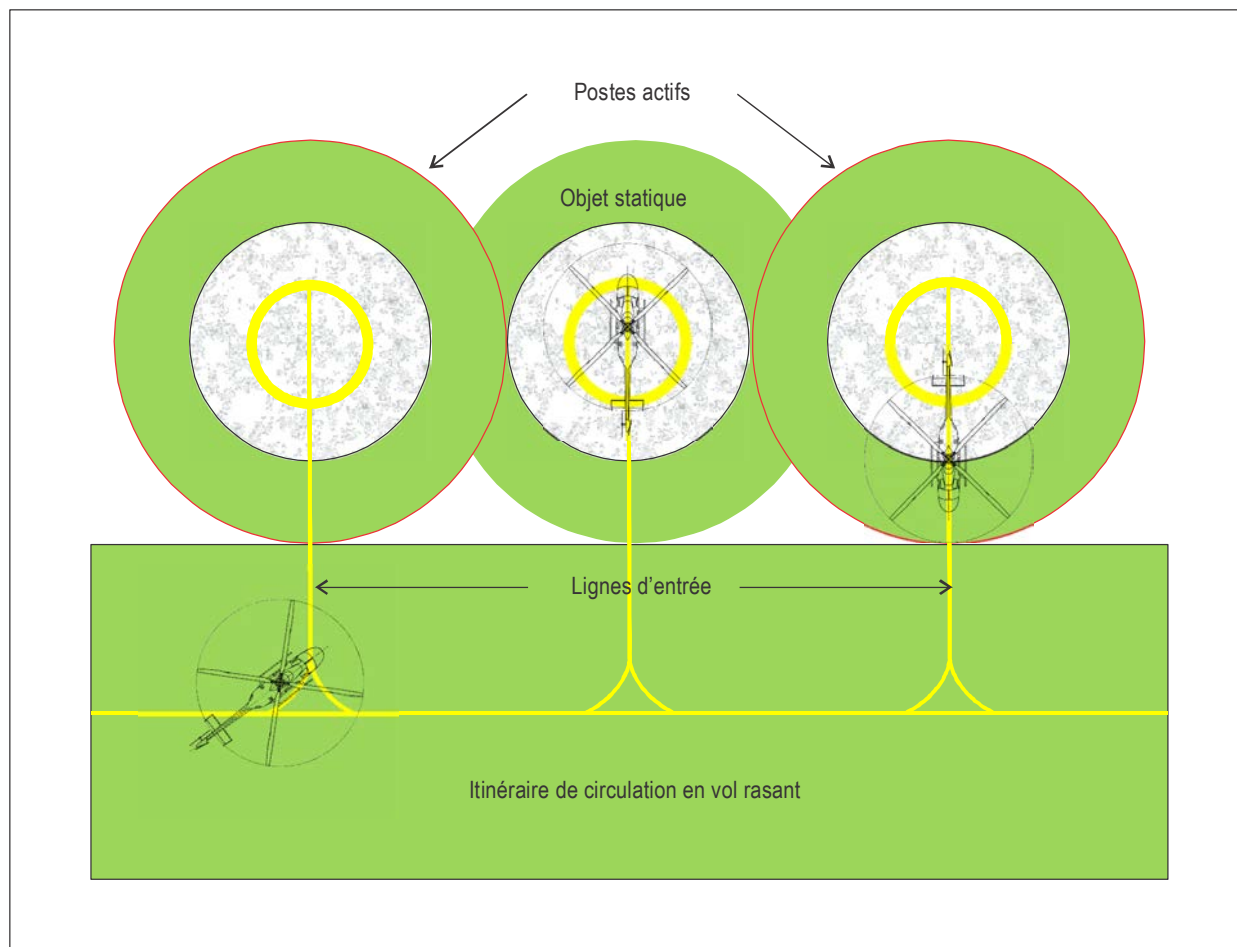 Postes actifs
Objet statique
Lignes d'entrée
Itinéraire de circulation en vol rasant